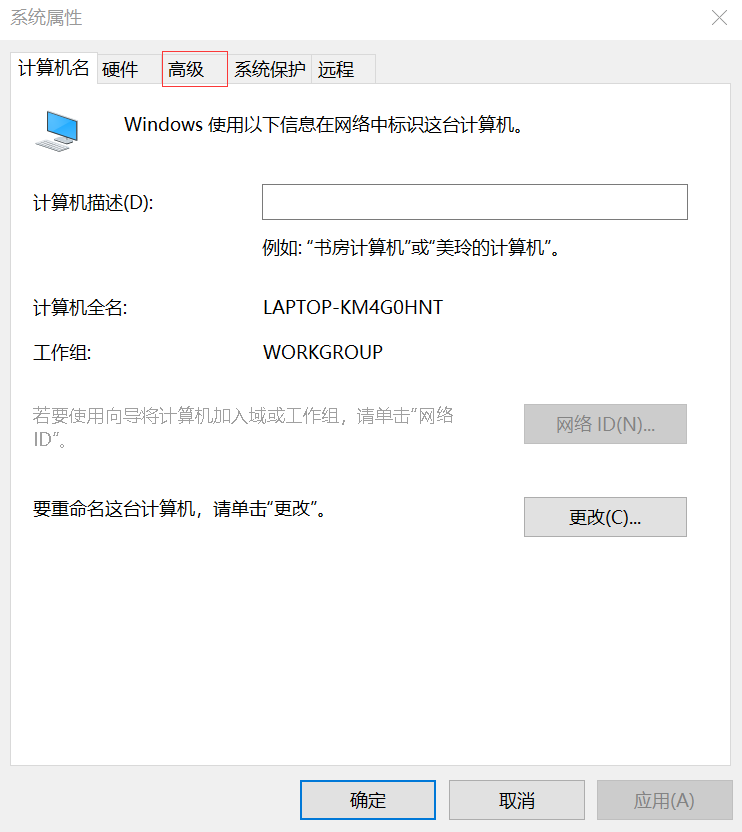 系统属性
计算机名 硬件 高级 系统保护 远程
Windows 使用以下信息在网络中标识这台计算机。
计算机描述(D):
例如: “书房计算机”或“美玲的计算机”。
计算机全名: LAPTOP-KM4G0HNT
工作组: WORKGROUP
若要使用向导将计算机加入域或工作组，请单击“网络
ID”。
网络 ID(N)...
要重命名这台计算机，请单击“更改”。
更改(C)...
确定 取消 应用(A)